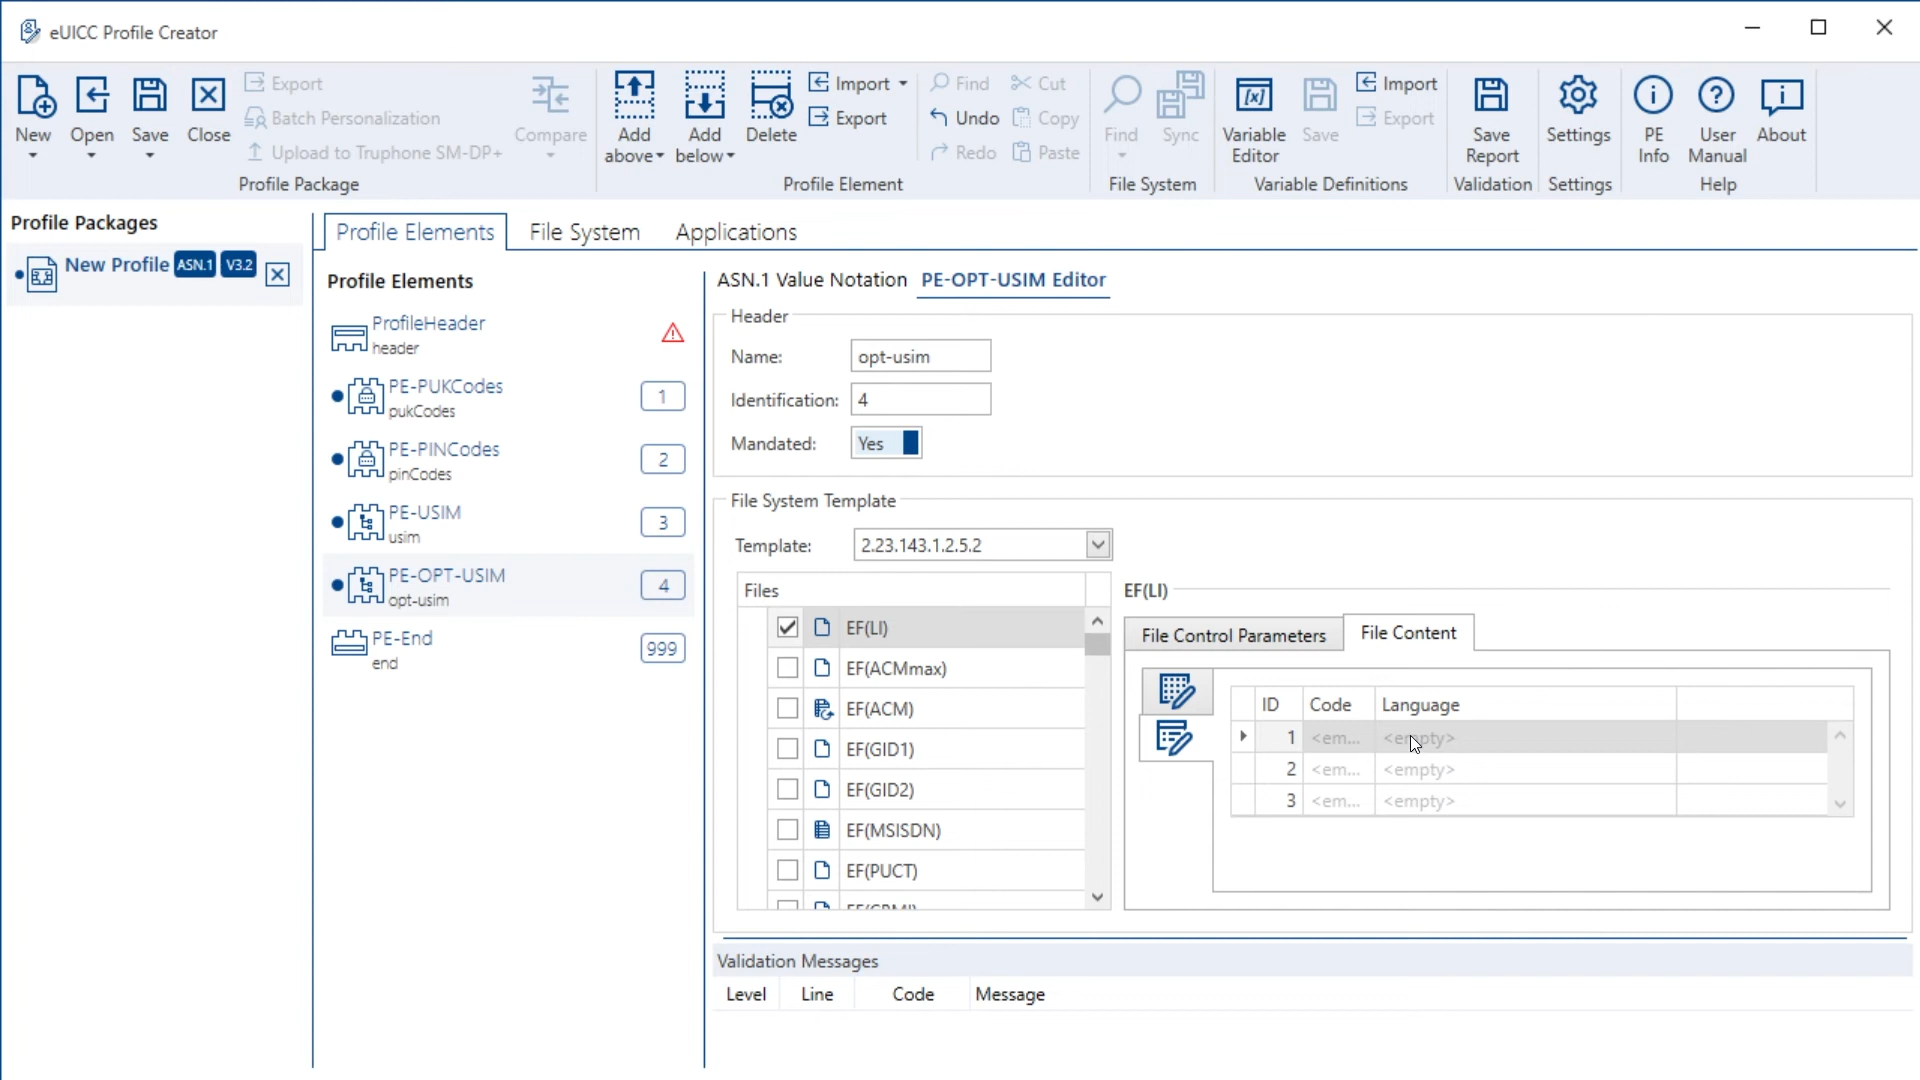 eUICC Profile Creator
New
Open
Save
Close
Export
Batch Personalization
Upload to Truphone SM-DP+
Compare
Profile Package
Add above
Add below
Delete
Import
Export
Find
Cut
Undo
Copy
Redo
Paste
Profile Element
Find
Sync
File System
Variable Editor
Save
Import
Export
Variable Definitions
Save Report
Validation
Settings
Settings
PE Info
User Manual
About
Help
Profile Packages
New Profile ASN.1 V3.2
Profile Elements File System Applications
Profile Elements
ProfileHeader
header
PE-PUKCodes
pukCodes
1
PE-PINCodes
pinCodes
2
PE-USIM
usim
3
PE-OPT-USIM
opt-usim
4
PE-End
end
999
ASN.1 Value Notation PE-OPT-USIM Editor
Header
Name: opt-usim
Identification: 4
Mandated: Yes
File System Template
Template: 2.23.143.1.2.5.2
Files
EF(LI)
EF(ACMmax)
EF(ACM)
EF(GID1)
EF(GID2)
EF(MSISDN)
EF(PUCT)
EF(LI)
File Control Parameters File Content
ID Code Language
1 <em... <empty>
2 <em... <empty>
3 <em... <empty>
Validation Messages
Level Line Code Message